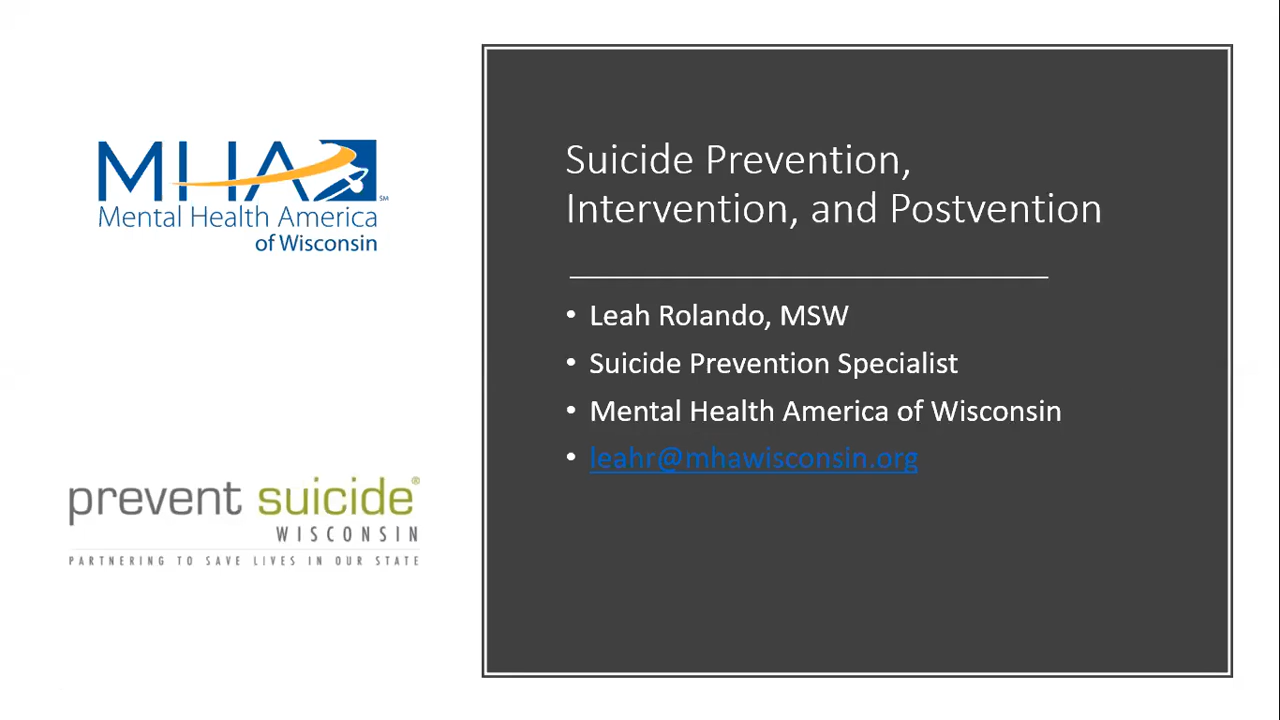 MHA
SM
Mental Health America
of Wisconsin
prevent suicide®
WISCONSIN
PARTNERING TO SAVE LIVES IN OUR STATE
Suicide Prevention,
Intervention, and Postvention
• Leah Rolando, MSW
• Suicide Prevention Specialist
• Mental Health America of Wisconsin
• leahr@mhawisconsin.org